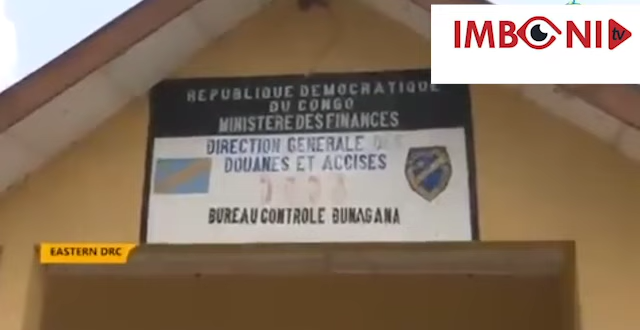 IMBONI tv
REPUBLIQUE DEMOCRATIQUE
DU CONGO
MINISTERE DES FINANCES
DIRECTION GENERALE DES
DOUANES ET ACCISES
BUREAU CONTROLE BUNAGANA
EASTERN DRC